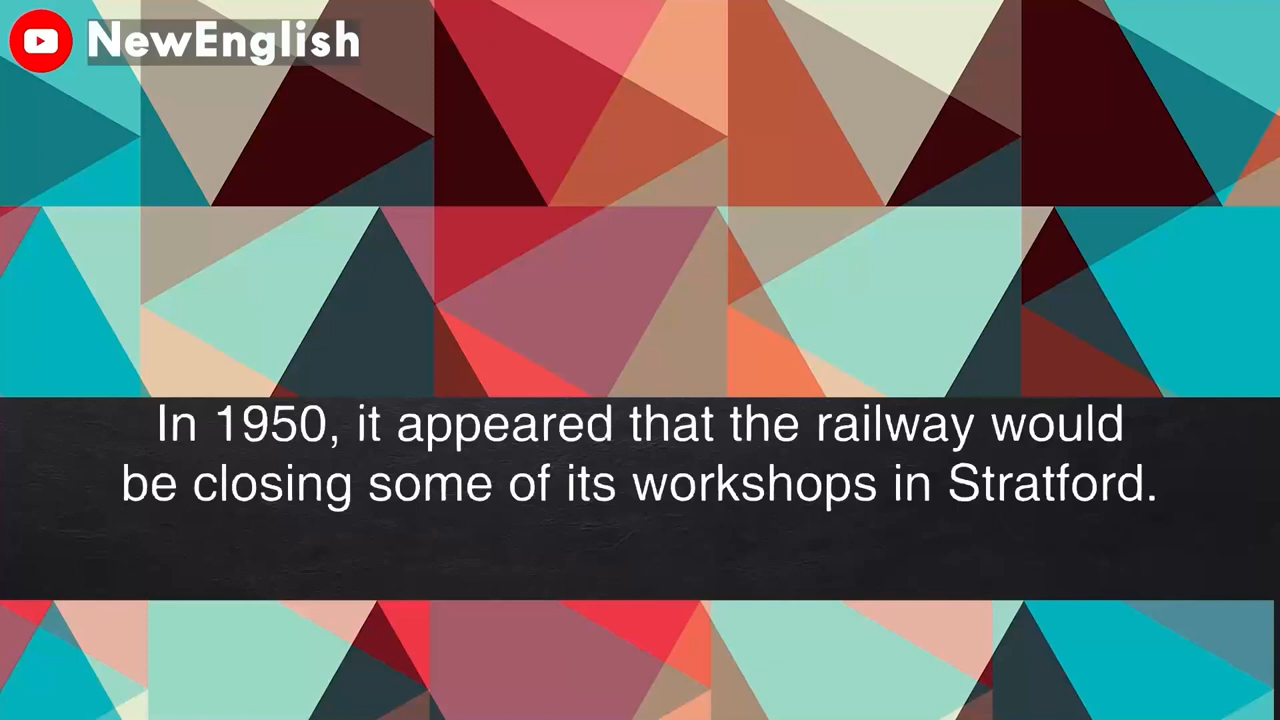 NewEnglish
In 1950, it appeared that the railway would
be closing some of its workshops in Stratford.